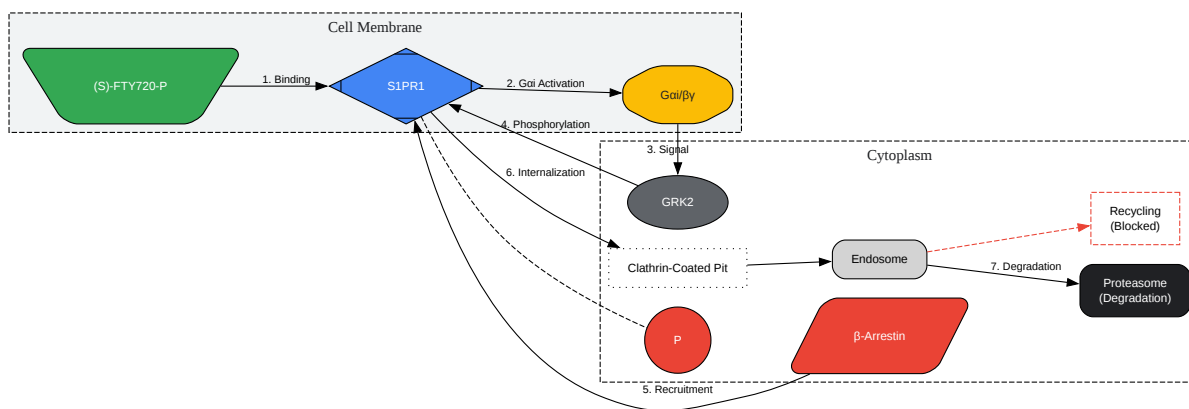 Cell Membrane
(S)-FTY720-P
1. Binding
S1PR1
2. Gαi Activation
Gαi/βγ
4. Phosphorylation
3. Signal
Cytoplasm
6. Internalization
GRK2
Recycling
(Blocked)
Clathrin-Coated Pit
Endosome
7. Degradation
Proteasome
(Degradation)
P
β-Arrestin
5. Recruitment